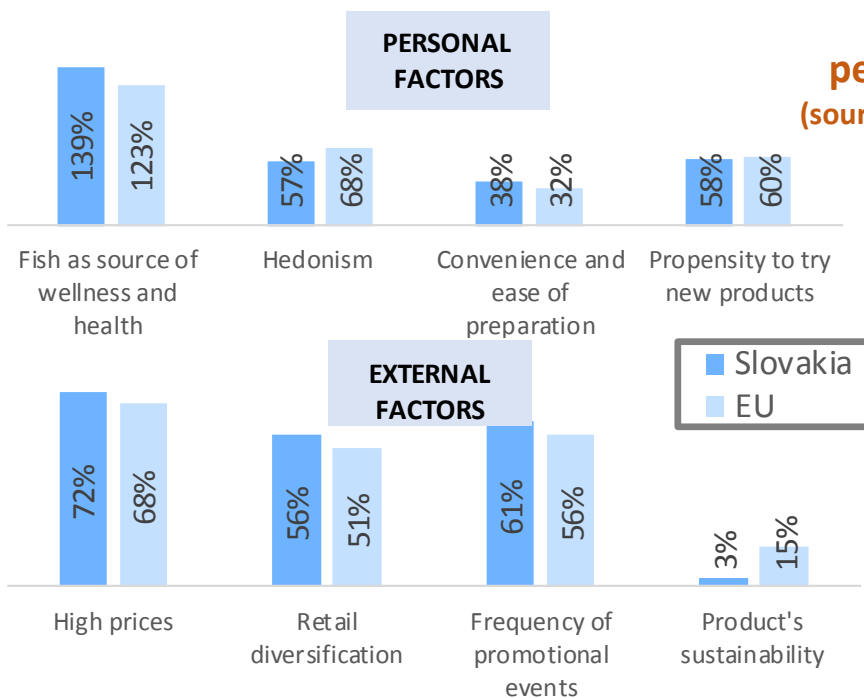 PERSONAL
FACTORS
pe
(sour
139%
123%
57%
68%
38%
32%
58%
60%
Fish as source of
wellness and
health
Hedonism
Convenience and
ease of
preparation
Propensity to try
new products
EXTERNAL
FACTORS
Slovakia
EU
72%
68%
56%
51%
61%
56%
3%
15%
High prices
Retail
diversification
Frequency of
promotional
events
Product's
sustainability